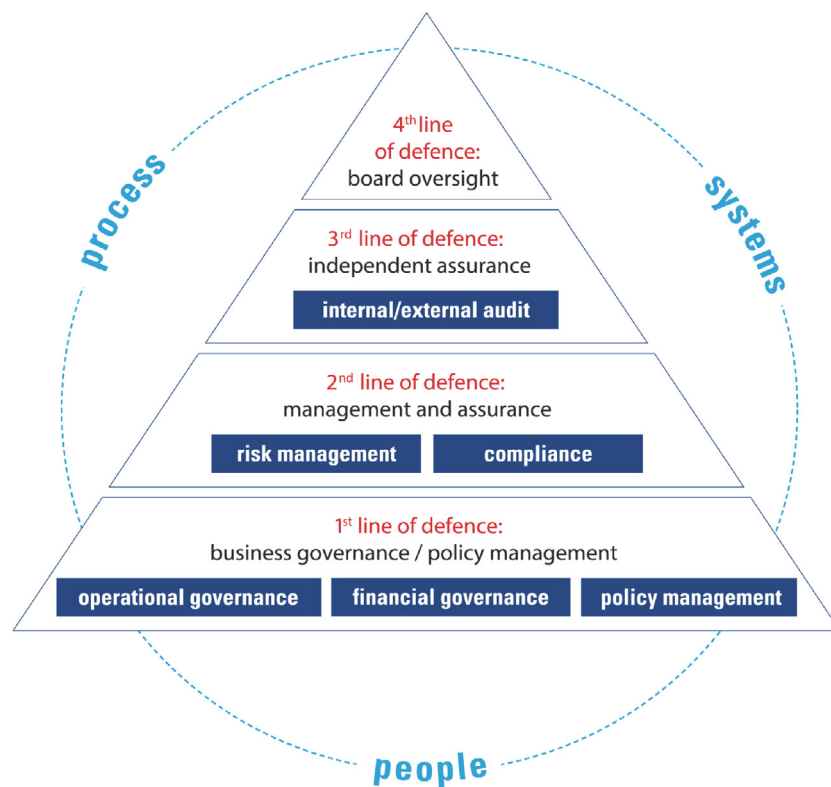 4th line
of defence:
board oversight
process
systems
3rd line of defence:
independent assurance
internal/external audit
2nd line of defence:
management and assurance
risk management
compliance
1st line of defence:
business governance / policy management
operational governance
financial governance
policy management
people